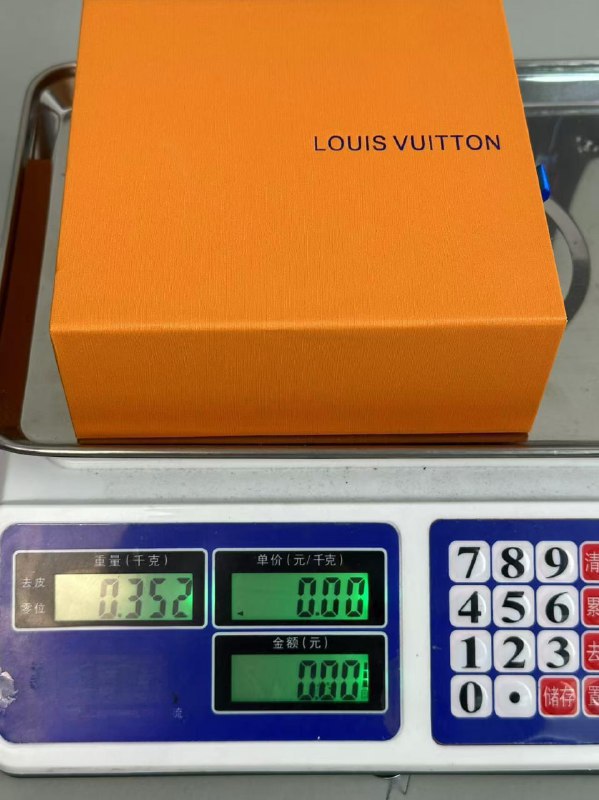 LOUIS VUITTON
重量(千克)
单价(元/千克)
去皮
零位
0.352
0.00
金额(元)
0.00
流
7 8 9 清
4 5 6 累
1 2 3 去
0 . 储存 置